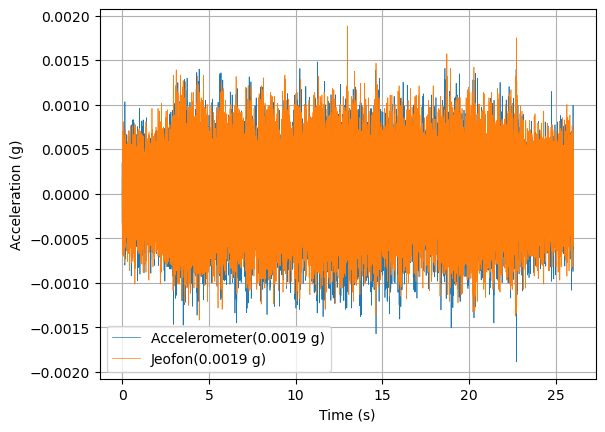 0.0020
0.0015
0.0010
0.0005
0.0000
−0.0005
−0.0010
−0.0015
−0.0020
Acceleration (g)
Accelerometer(0.0019 g)
Jeofon(0.0019 g)
0 5 10 15 20 25
Time (s)